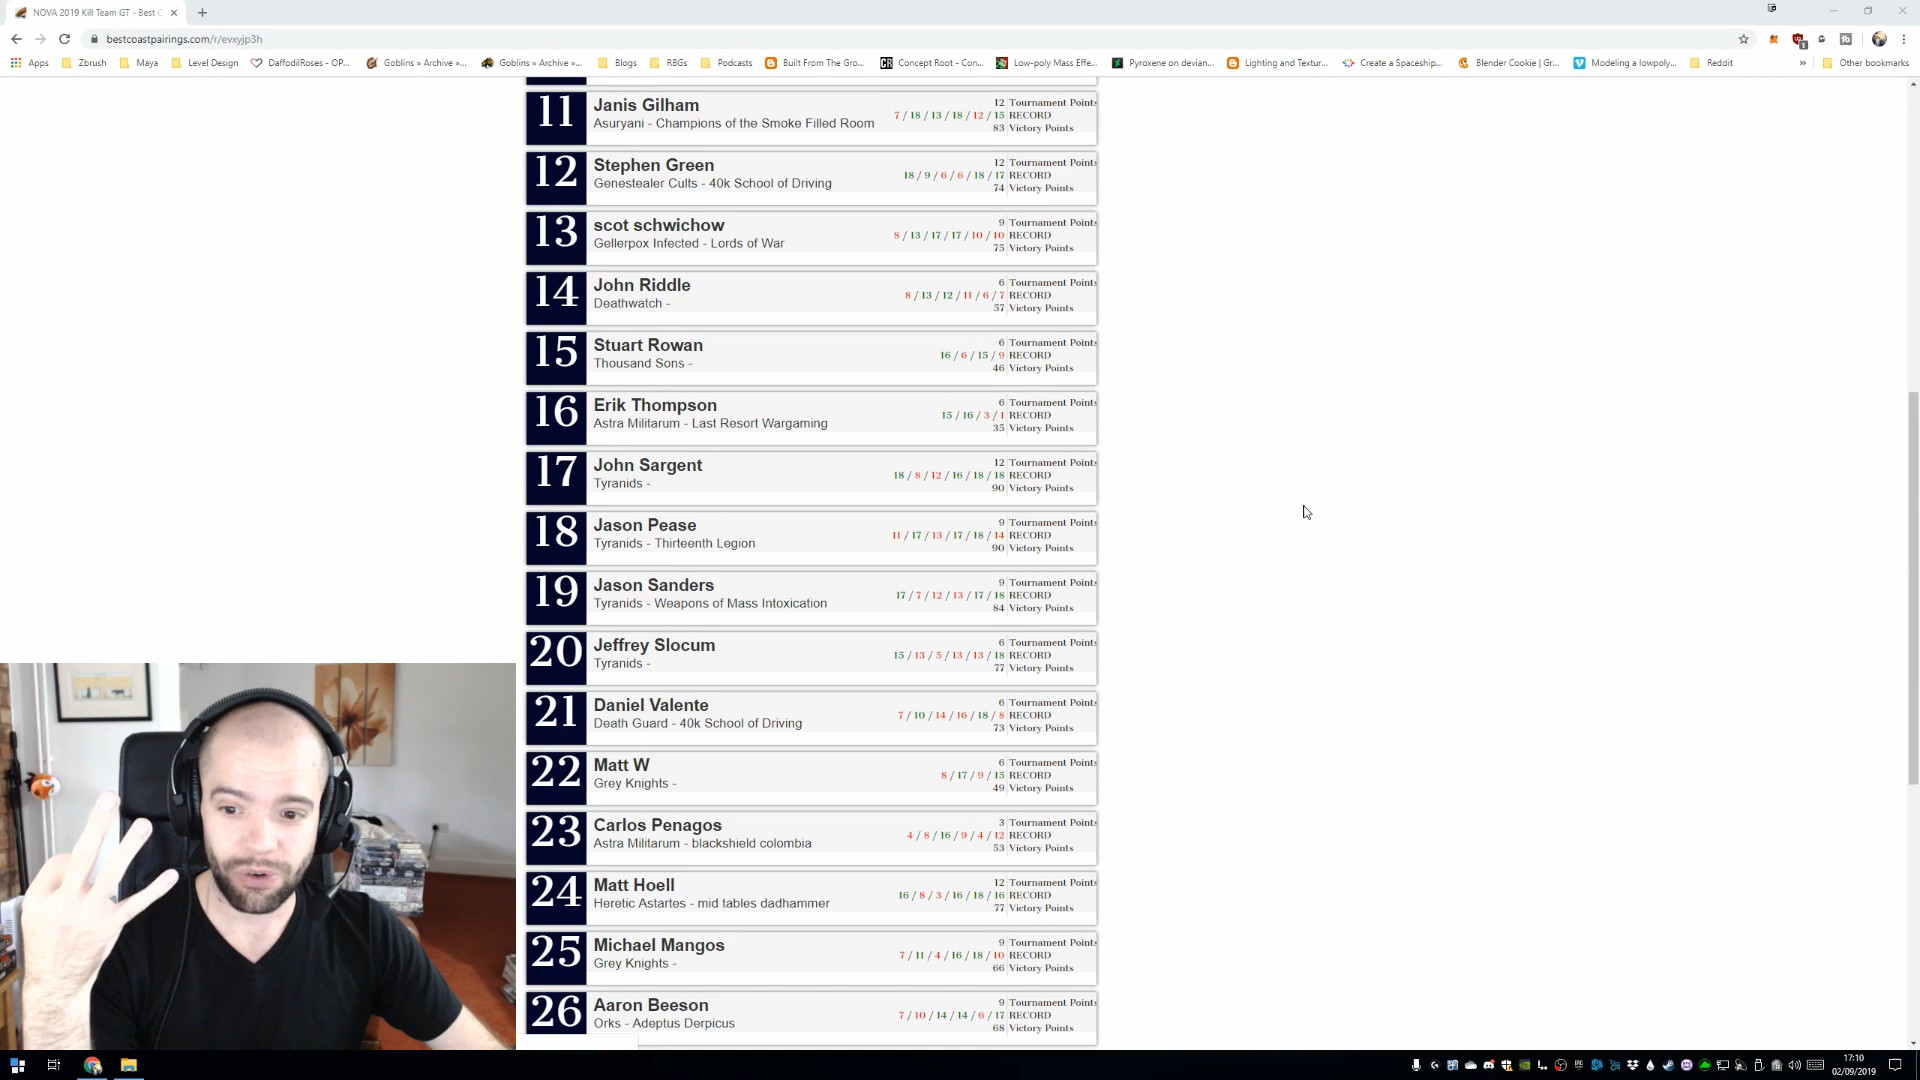 NOVA 2019 Kill Team GT - Best C
bestcoastpairings.com/r/evxyjp3h
Apps Zbrush Maya Level Design DaffodilRoses - OP... Goblins » Archive »... Goblins » Archive »... Blogs RBGs Podcasts Built From The Gro... Concept Root - Con... Low-poly Mass Effe... Pyroxene on devian... Lighting and Textur... Create a Spaceship... Blender Cookie | Gr... Modeling a lowpoly... Reddit » Other bookmarks
11 Janis Gilham 12 Tournament Points
7 / 18 / 13 / 18 / 12 / 15 RECORD
Asuryani - Champions of the Smoke Filled Room 83 Victory Points
12 Stephen Green 12 Tournament Points
18 / 9 / 6 / 6 / 18 / 17 RECORD
Genestealer Cults - 40k School of Driving 74 Victory Points
13 scot schwichow 9 Tournament Points
8 / 13 / 17 / 17 / 10 / 10 RECORD
Gellerpox Infected - Lords of War 75 Victory Points
14 John Riddle 6 Tournament Points
8 / 13 / 12 / 11 / 6 / 7 RECORD
Deathwatch - 57 Victory Points
15 Stuart Rowan 6 Tournament Points
16 / 6 / 15 / 9 RECORD
Thousand Sons - 46 Victory Points
16 Erik Thompson 6 Tournament Points
15 / 16 / 3 / 1 RECORD
Astra Militarum - Last Resort Wargaming 35 Victory Points
17 John Sargent 12 Tournament Points
18 / 8 / 12 / 16 / 18 / 18 RECORD
Tyranids - 90 Victory Points
18 Jason Pease 9 Tournament Points
11 / 17 / 13 / 17 / 18 / 14 RECORD
Tyranids - Thirteenth Legion 90 Victory Points
19 Jason Sanders 9 Tournament Points
17 / 7 / 12 / 13 / 17 / 18 RECORD
Tyranids - Weapons of Mass Intoxication 84 Victory Points
20 Jeffrey Slocum 6 Tournament Points
15 / 13 / 5 / 13 / 13 / 18 RECORD
Tyranids - 77 Victory Points
21 Daniel Valente 6 Tournament Points
7 / 10 / 14 / 16 / 18 / 8 RECORD
Death Guard - 40k School of Driving 73 Victory Points
22 Matt W 6 Tournament Points
8 / 17 / 9 / 15 RECORD
Grey Knights - 49 Victory Points
23 Carlos Penagos 3 Tournament Points
4 / 8 / 16 / 9 / 4 / 12 RECORD
Astra Militarum - blackshield colombia 53 Victory Points
24 Matt Hoell 12 Tournament Points
16 / 8 / 3 / 16 / 18 / 16 RECORD
Heretic Astartes - mid tables dadhammer 77 Victory Points
25 Michael Mangos 9 Tournament Points
7 / 11 / 4 / 16 / 18 / 10 RECORD
Grey Knights - 66 Victory Points
26 Aaron Beeson 9 Tournament Points
7 / 10 / 14 / 14 / 6 / 17 RECORD
Orks - Adeptus Derpicus 68 Victory Points
17:10
02/09/2019